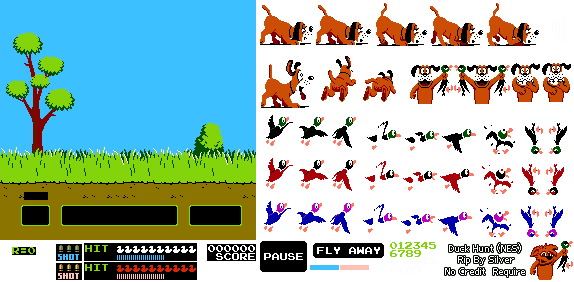 R=0
HIT
SHOT
HIT
SHOT
000000
SCORE
PAUSE
FLY AWAY
012345
6789
Duck Hunt (NES)
Rip By Silver
No Credit Require